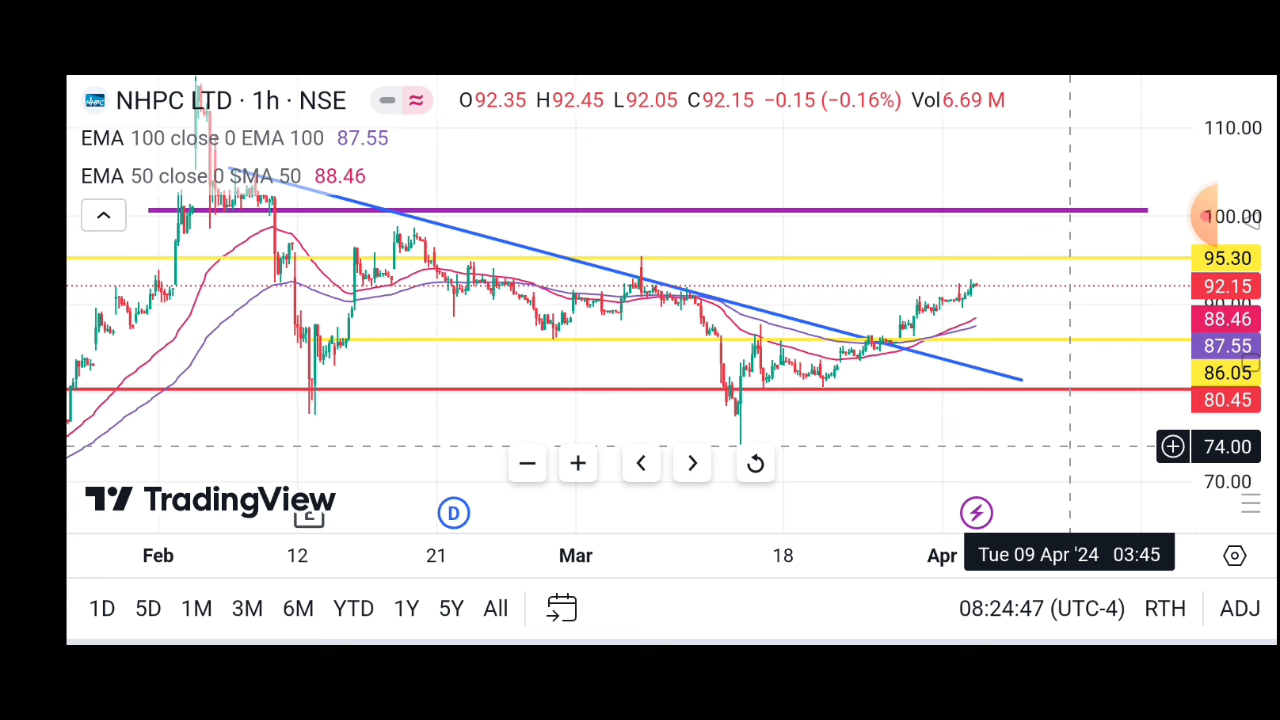 NHPC LTD · 1h · NSE
O92.35 H92.45 L92.05 C92.15 −0.15 (−0.16%) Vol6.69 M
EMA 100 close 0 EMA 100 87.55
EMA 50 close 0 SMA 50 88.46
110.00
100.00
95.30
92.15
90.00
88.46
87.55
86.05
80.45
74.00
70.00
TradingView
E
D
Feb 12 21 Mar 18 Apr Tue 09 Apr '24 03:45
1D 5D 1M 3M 6M YTD 1Y 5Y All 08:24:47 (UTC-4) RTH ADJ